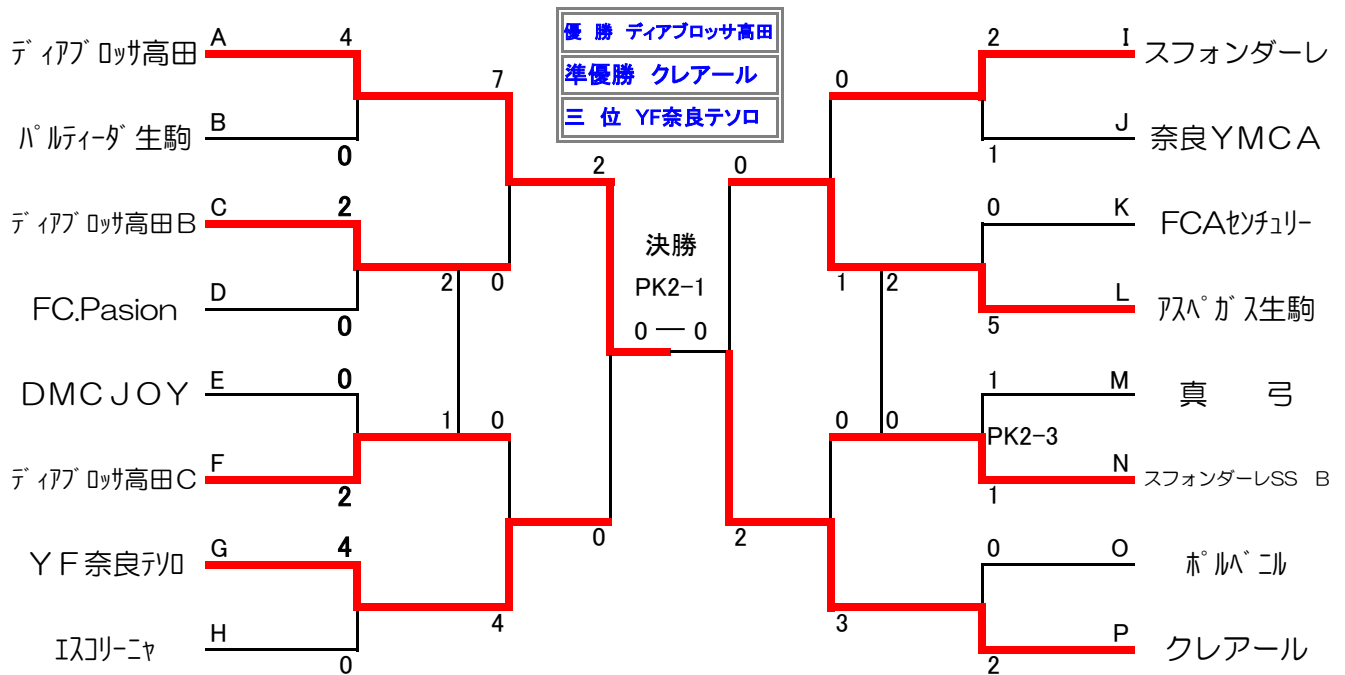 優 勝 ディアブロッサ高田
準優勝 クレアール
三 位 YF奈良テソロ
ﾃﾞｨｱﾌﾞﾛｯｻ高田 A 4
ﾊﾟﾙﾃｨｰﾀﾞ生駒 B 0
7
ﾃﾞｨｱﾌﾞﾛｯｻ高田B C 2
FC.Pasion D 0
2 0
2
DMCJOY E 0
ﾃﾞｨｱﾌﾞﾛｯｻ高田C F 2
1 0
YF奈良ﾃｿﾛ G 4
ｴｽｺﾘｰﾆャ H 0
4
0
決勝
PK2-1
0 ― 0
2 I スフォンダーレ
1 J 奈良YMCA
0
0 K FCAｾﾝﾁｭﾘｰ
5 L ｱｽﾍﾟｶﾞｽ生駒
1 2
0
1 M 真 弓
PK2-3
1 N スフォンダーレSS B
0 0
0 O ﾎﾟﾙﾍﾞﾆﾙ
2 P クレアール
3
2